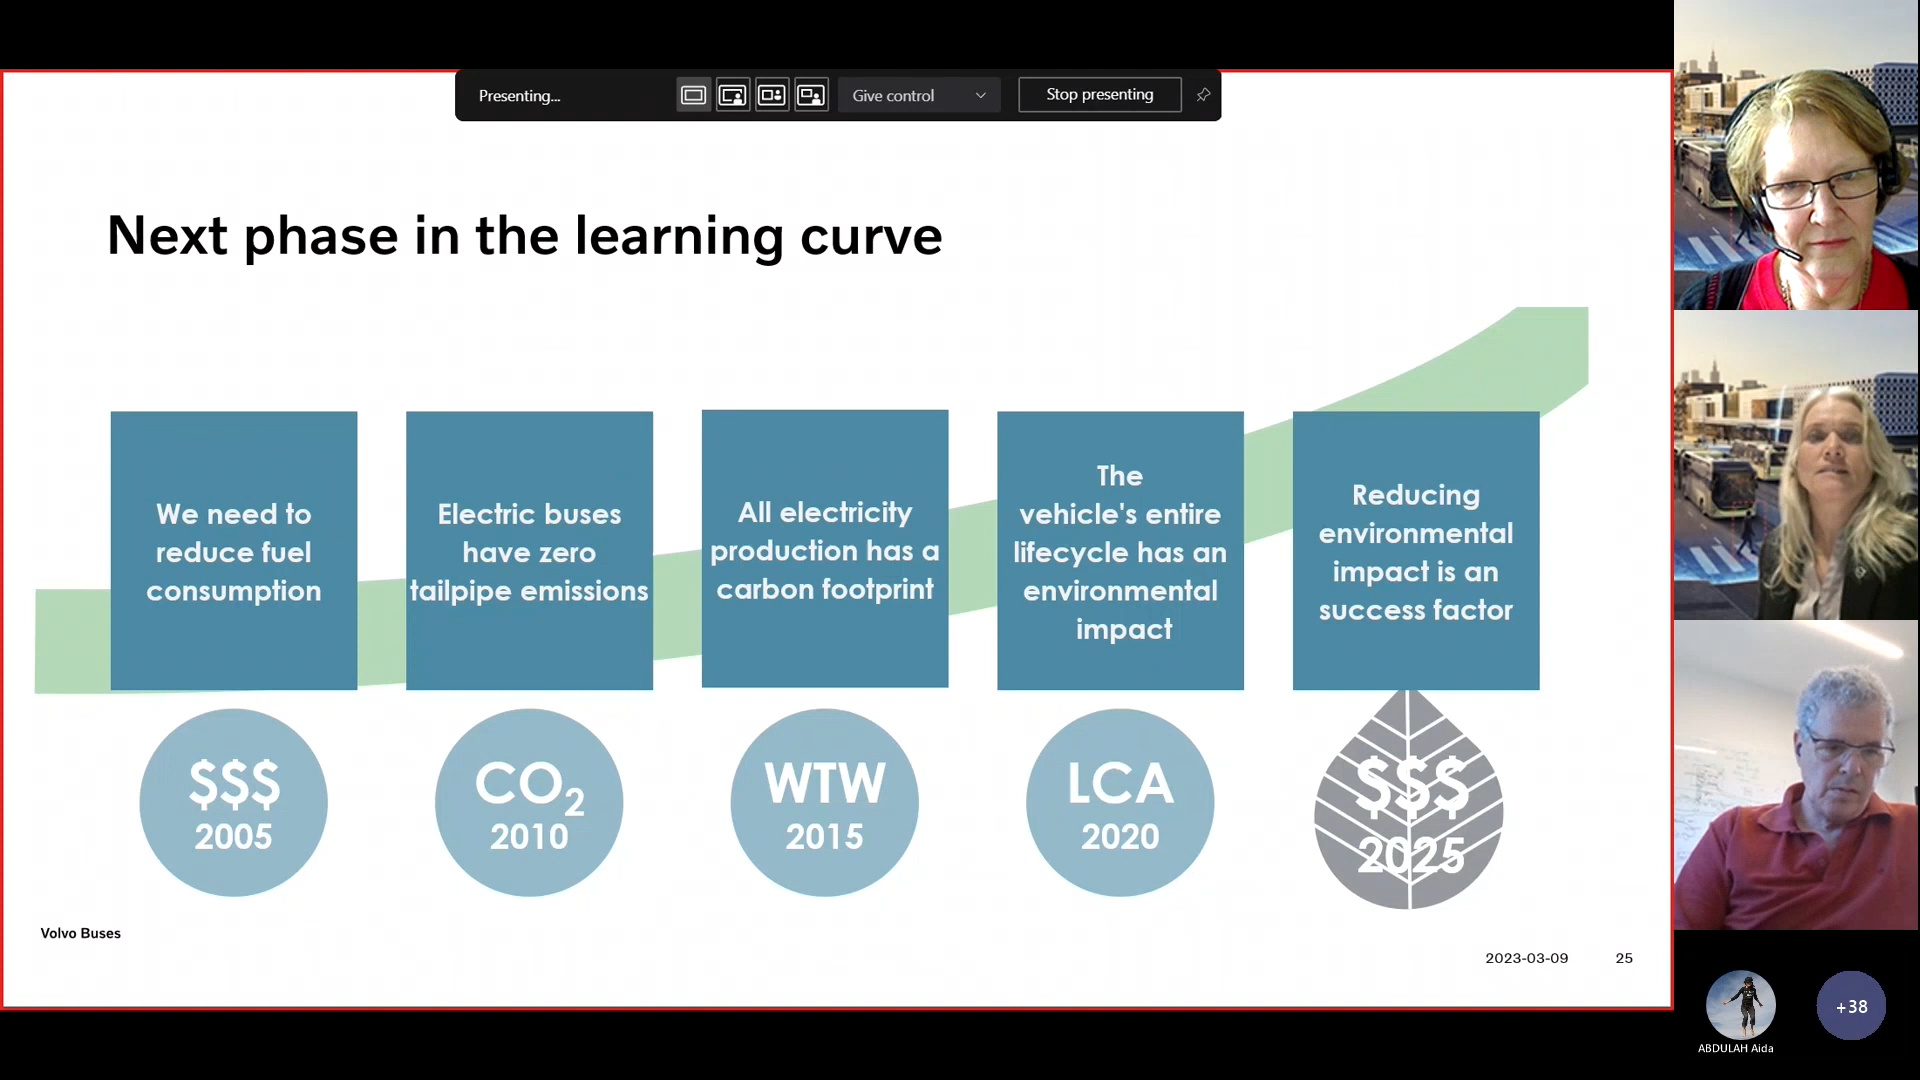 Presenting...
Give control
Stop presenting
Next phase in the learning curve
We need to
reduce fuel
consumption
Electric buses
have zero
tailpipe emissions
All electricity
production has a
carbon footprint
The
vehicle's entire
lifecycle has an
environmental
impact
Reducing
environmental
impact is an
success factor
$$$
2005
CO₂
2010
WTW
2015
LCA
2020
$$$
2025
Volvo Buses
2023-03-09
25
+38
ABDULAH Aida